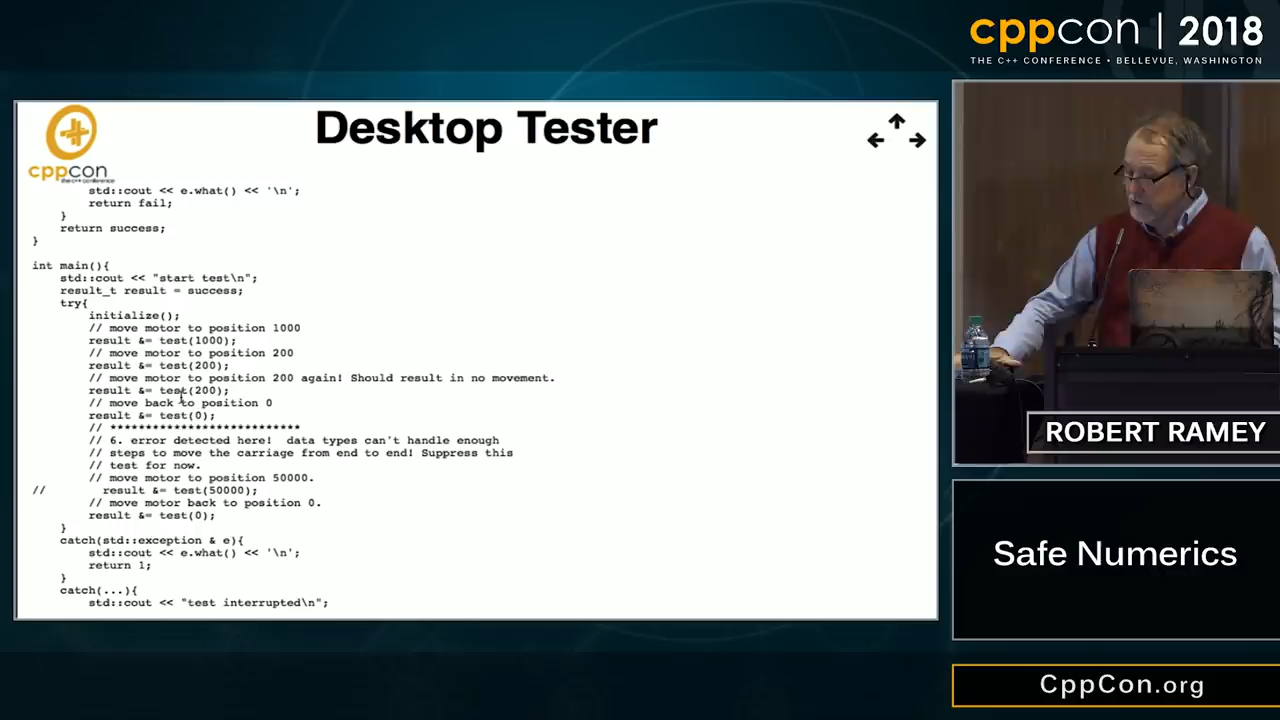 cppcon | 2018
THE C++ CONFERENCE • BELLEVUE, WASHINGTON
Desktop Tester
cppcon
the c++ conference
std::cout << e.what() << '\n';
return fail;
}
return success;
}
int main(){
std::cout << "start test\n";
result_t result = success;
try{
initialize();
// move motor to position 1000
result &= test(1000);
// move motor to position 200
result &= test(200);
// move motor to position 200 again! Should result in no movement.
result &= test(200);
// move back to position 0
result &= test(0);
// ***************************
// 6. error detected here!  data types can't handle enough
// steps to move the carriage from end to end! Suppress this
// test for now.
// move motor to position 50000.
//        result &= test(50000);
// move motor back to position 0.
result &= test(0);
}
catch(std::exception & e){
std::cout << e.what() << '\n';
return 1;
}
catch(...){
std::cout << "test interrupted\n";
ROBERT RAMEY
Safe Numerics
CppCon.org